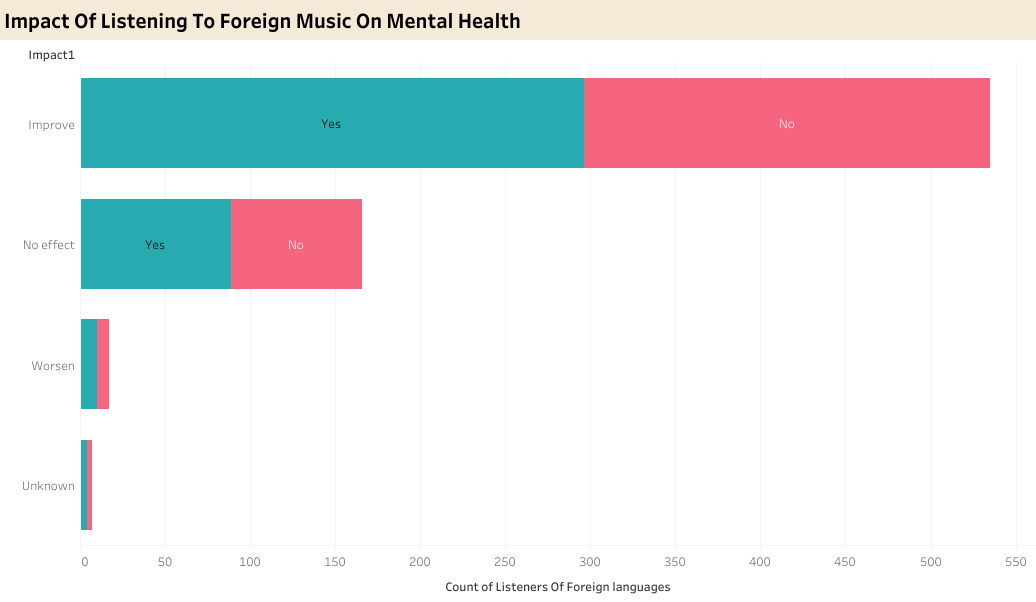 Impact Of Listening To Foreign Music On Mental Health
Impact1
Improve
Yes
No
No effect
Yes
No
Worsen
Unknown
0 50 100 150 200 250 300 350 400 450 500 550
Count of Listeners Of Foreign languages